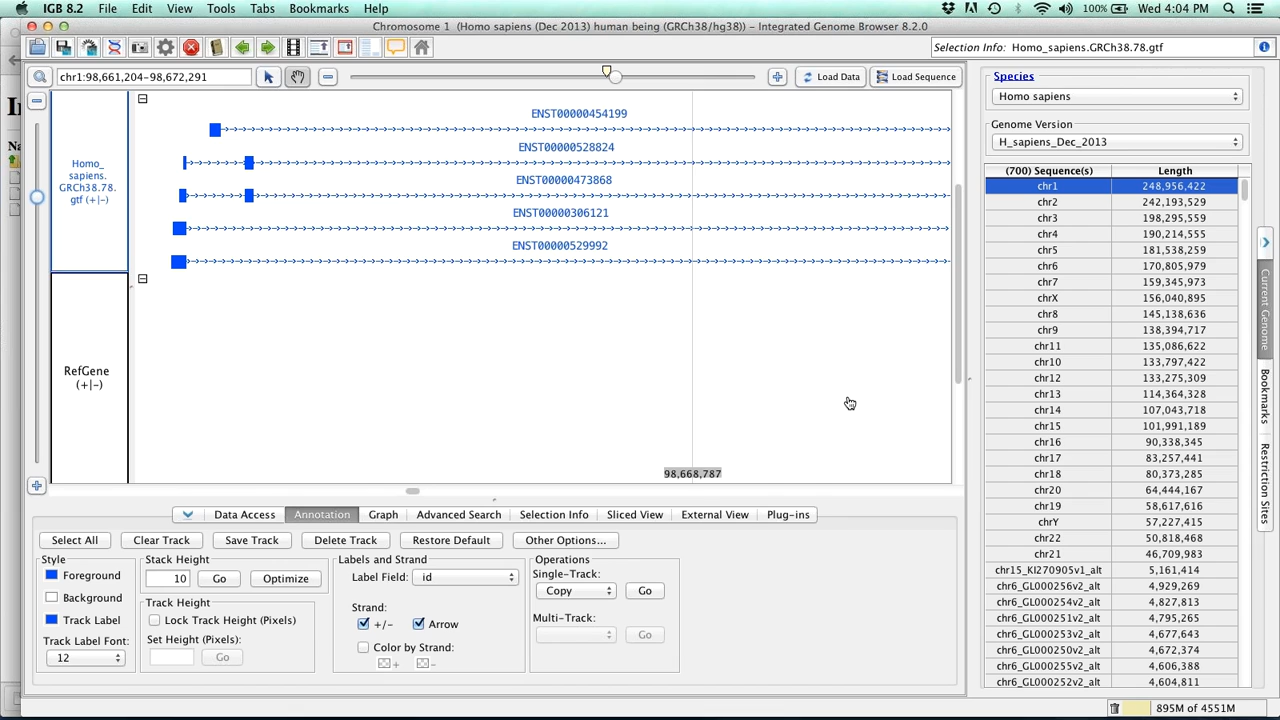 IGB 8.2 File Edit View Tools Tabs Bookmarks Help 100% Wed 4:04 PM
Chromosome 1 (Homo sapiens (Dec 2013) human being (GRCh38/hg38)) - Integrated Genome Browser 8.2.0
Selection Info: Homo_sapiens.GRCh38.78.gtf
chr1:98,661,204-98,672,291 Load Data Load Sequence
Homo_
sapiens.
GRCh38.78.
gtf (+|-)
ENST00000454199
ENST00000528824
ENST00000473868
ENST00000306121
ENST00000529992
RefGene
(+|-)
98,668,787
Species
Homo sapiens
Genome Version
H_sapiens_Dec_2013
(700) Sequence(s) Length
chr1 248,956,422
chr2 242,193,529
chr3 198,295,559
chr4 190,214,555
chr5 181,538,259
chr6 170,805,979
chr7 159,345,973
chrX 156,040,895
chr8 145,138,636
chr9 138,394,717
chr11 135,086,622
chr10 133,797,422
chr12 133,275,309
chr13 114,364,328
chr14 107,043,718
chr15 101,991,189
chr16 90,338,345
chr17 83,257,441
chr18 80,373,285
chr20 64,444,167
chr19 58,617,616
chrY 57,227,415
chr22 50,818,468
chr21 46,709,983
chr15_KI270905v1_alt 5,161,414
chr6_GL000256v2_alt 4,929,269
chr6_GL000254v2_alt 4,827,813
chr6_GL000251v2_alt 4,795,265
chr6_GL000253v2_alt 4,677,643
chr6_GL000250v2_alt 4,672,374
chr6_GL000255v2_alt 4,606,388
chr6_GL000252v2_alt 4,604,811
Current Genome
Bookmarks
Restriction Sites
Data Access Annotation Graph Advanced Search Selection Info Sliced View External View Plug-ins
Select All Clear Track Save Track Delete Track Restore Default Other Options...
Style
Foreground
Background
Track Label
Track Label Font:
12
Stack Height
10 Go Optimize
Track Height
Lock Track Height (Pixels)
Set Height (Pixels):
Go
Labels and Strand
Label Field: id
Strand:
+/- Arrow
Color by Strand:
+ -
Operations
Single-Track:
Copy Go
Multi-Track:
Go
895M of 4551M